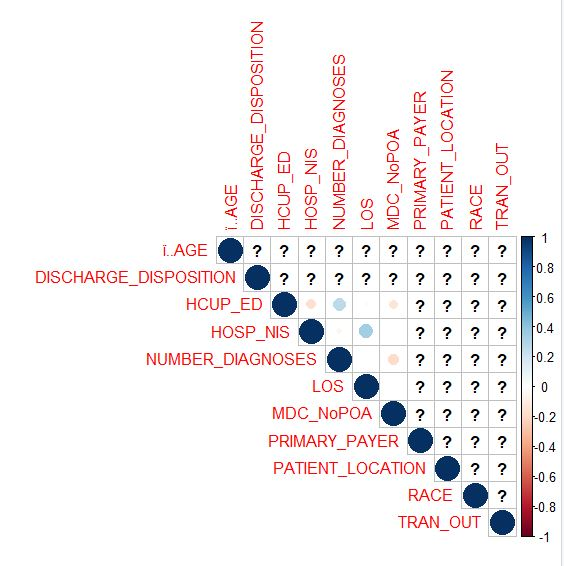 ï..AGE
DISCHARGE_DISPOSITION
HCUP_ED
HOSP_NIS
NUMBER_DIAGNOSES
LOS
MDC_NoPOA
PRIMARY_PAYER
PATIENT_LOCATION
RACE
TRAN_OUT
ï..AGE ? ? ? ? ? ? ? ? ? ?
DISCHARGE_DISPOSITION ? ? ? ? ? ? ? ? ?
HCUP_ED ? ? ? ?
HOSP_NIS ? ? ? ?
NUMBER_DIAGNOSES ? ? ? ?
LOS ? ? ? ?
MDC_NoPOA ? ? ? ?
PRIMARY_PAYER ? ? ?
PATIENT_LOCATION ? ?
RACE ?
TRAN_OUT
1
0.8
0.6
0.4
0.2
0
-0.2
-0.4
-0.6
-0.8
-1